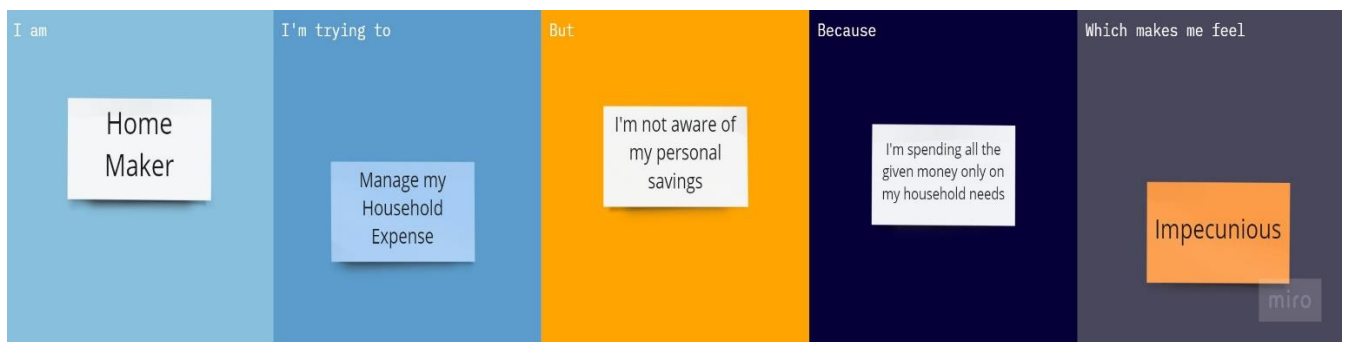 I am
Home
Maker
I'm trying to
Manage my
Household
Expense
But
I'm not aware of
my personal
savings
Because
I'm spending all the
given money only on
my household needs
Which makes me feel
Impecunious
miro